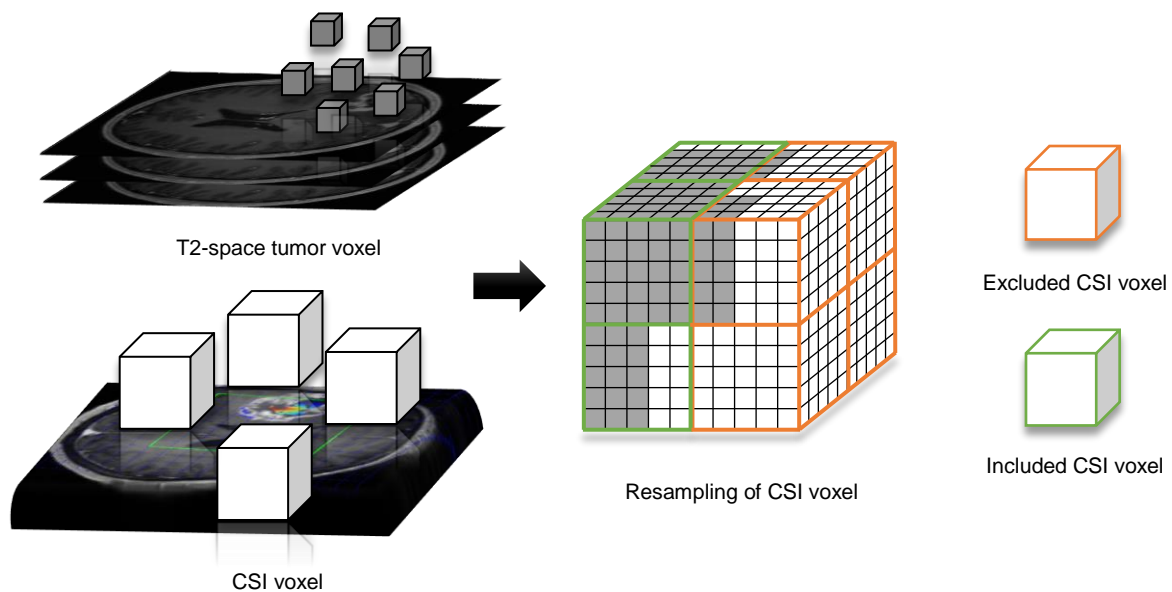 T2-space tumor voxel
CSI voxel
Resampling of CSI voxel
Excluded CSI voxel
Included CSI voxel